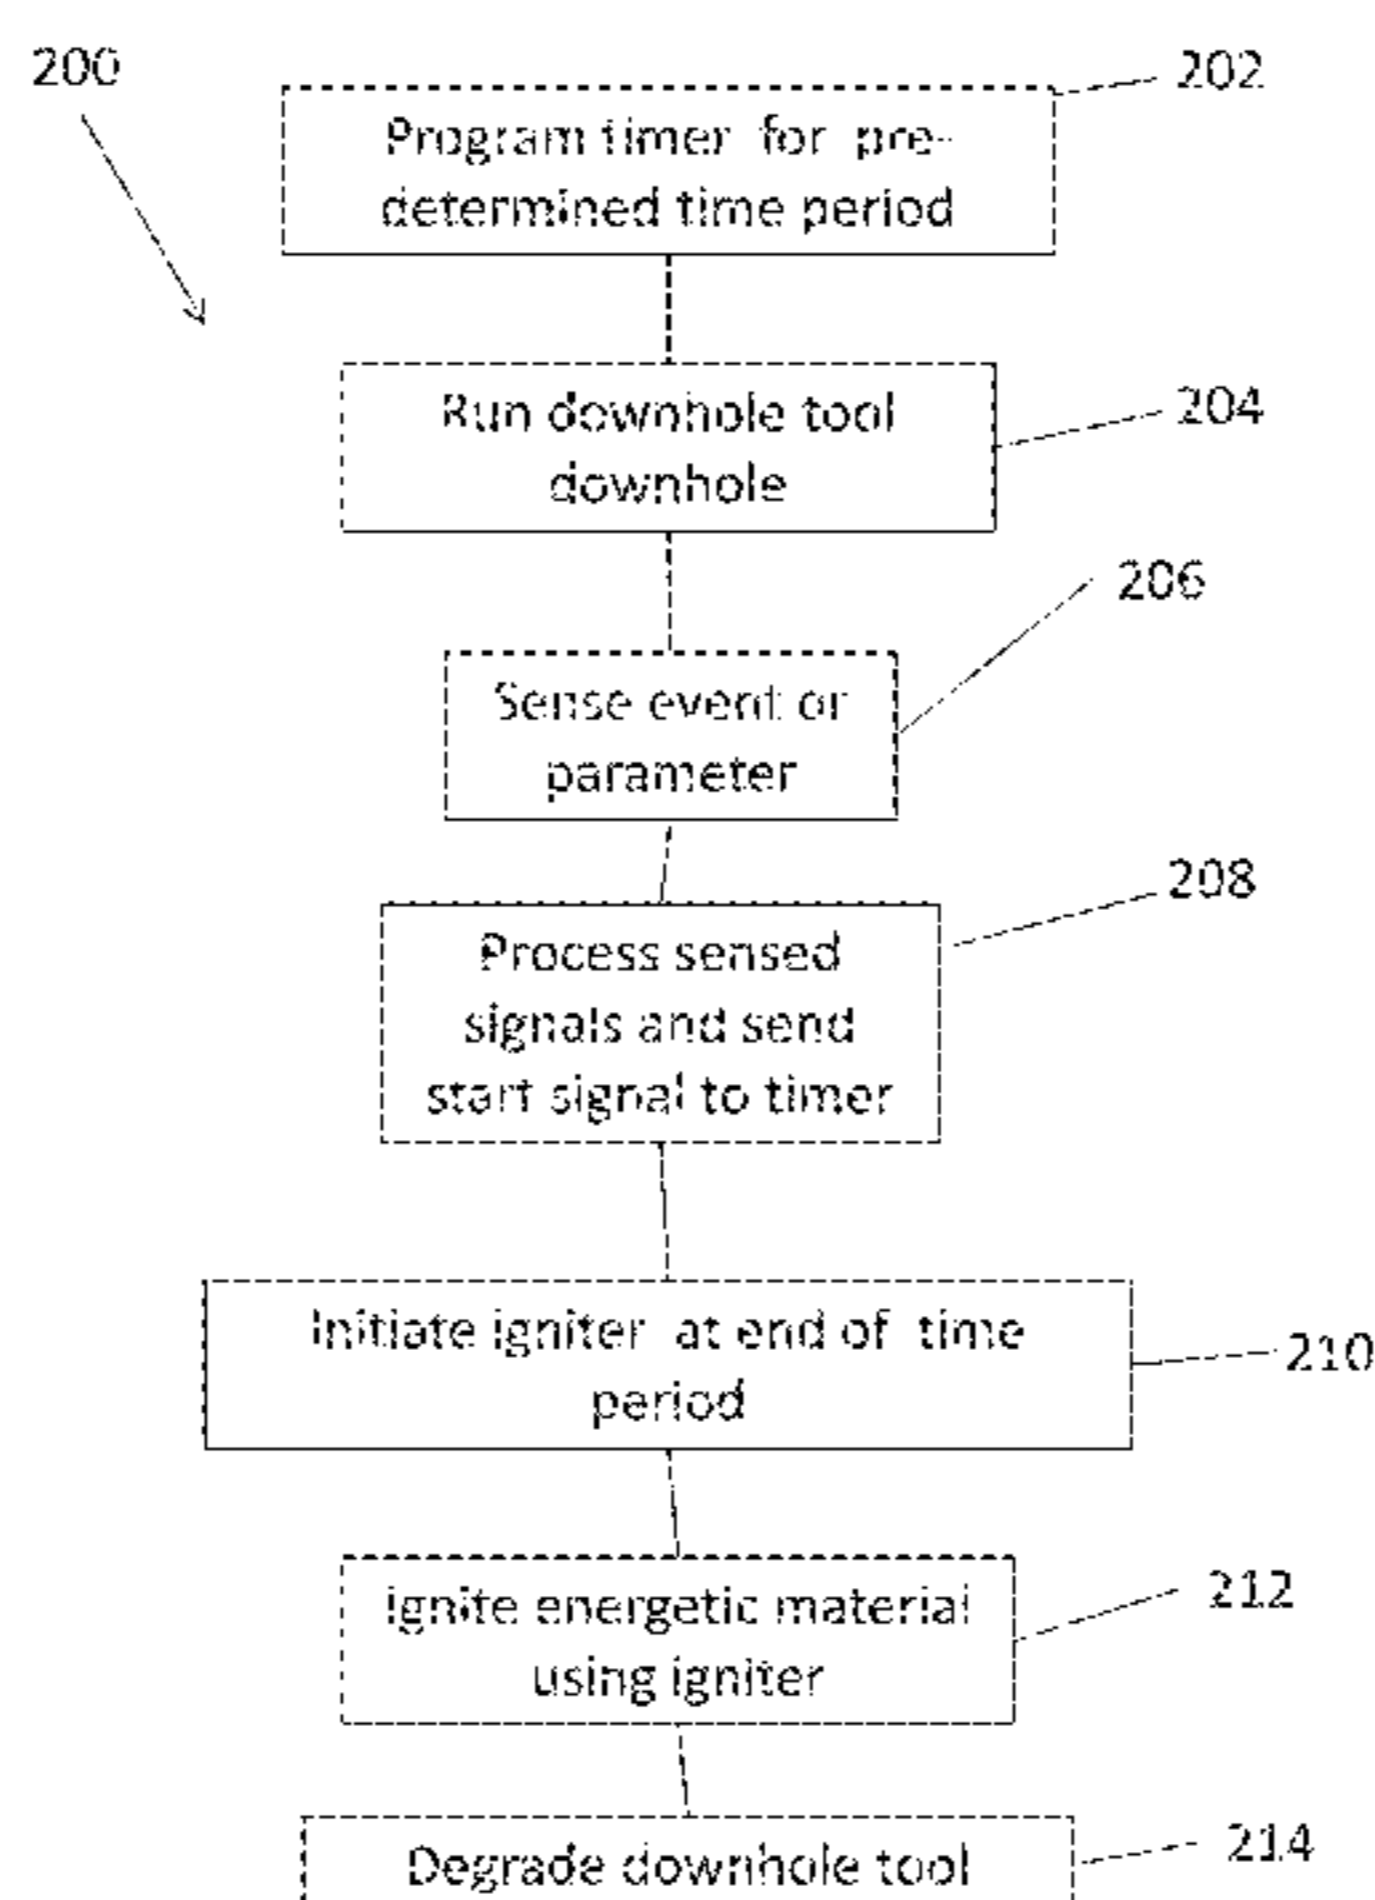 200
202
Program timer for pre-
determined time period
Run downhole tool
downhole
204
206
Sense event or
parameter
208
Process sensed
signals and send
start signal to timer
Initiate igniter at end of time
period
210
Ignite energetic material
using igniter
212
Degrade downhole tool
214